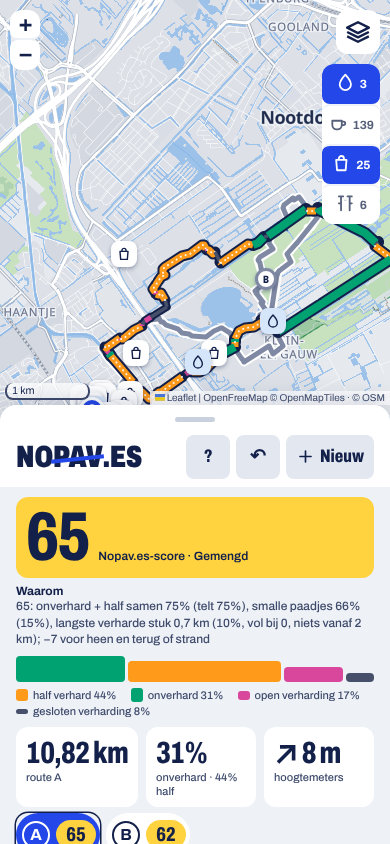 GOOLAND
Nootdo
HAANTJE
B
KLEIN-
GAUW
+
−
3
139
25
6
1 km
Leaflet | OpenFreeMap © OpenMapTiles · © OSM
NOPAV.ES
?
↶
+ Nieuw
65 Nopav.es-score · Gemengd
Waarom
65: onverhard + half samen 75% (telt 75%), smalle paadjes 66%
(15%), langste verharde stuk 0,7 km (10%, vol bij 0, niets vanaf 2
km); −7 voor heen en terug of strand
half verhard 44% onverhard 31% open verharding 17%
gesloten verharding 8%
10,82 km
route A
31%
onverhard · 44%
half
↗ 8 m
hoogtemeters
A 65
B 62